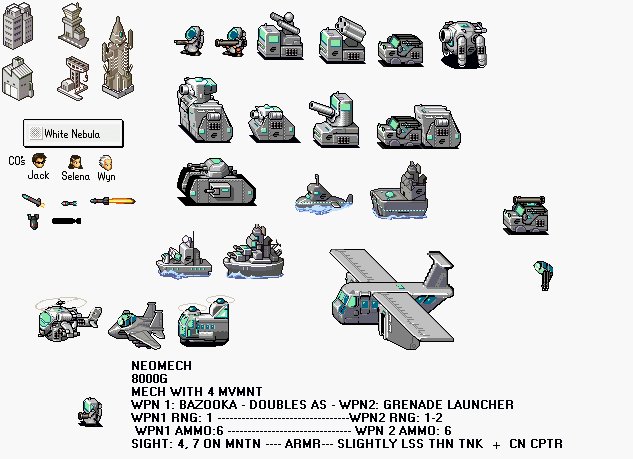 White Nebula
CO's
Jack Selena Wyn
NEOMECH
8000G
MECH WITH 4 MVMNT
WPN 1: BAZOOKA - DOUBLES AS - WPN2: GRENADE LAUNCHER
WPN1 RNG: 1 ------------------------------WPN2 RNG: 1-2
WPN1 AMMO:6 ---------------------------- WPN 2 AMMO: 6
SIGHT: 4, 7 ON MNTN ---- ARMR--- SLIGHTLY LSS THN TNK + CN CPTR